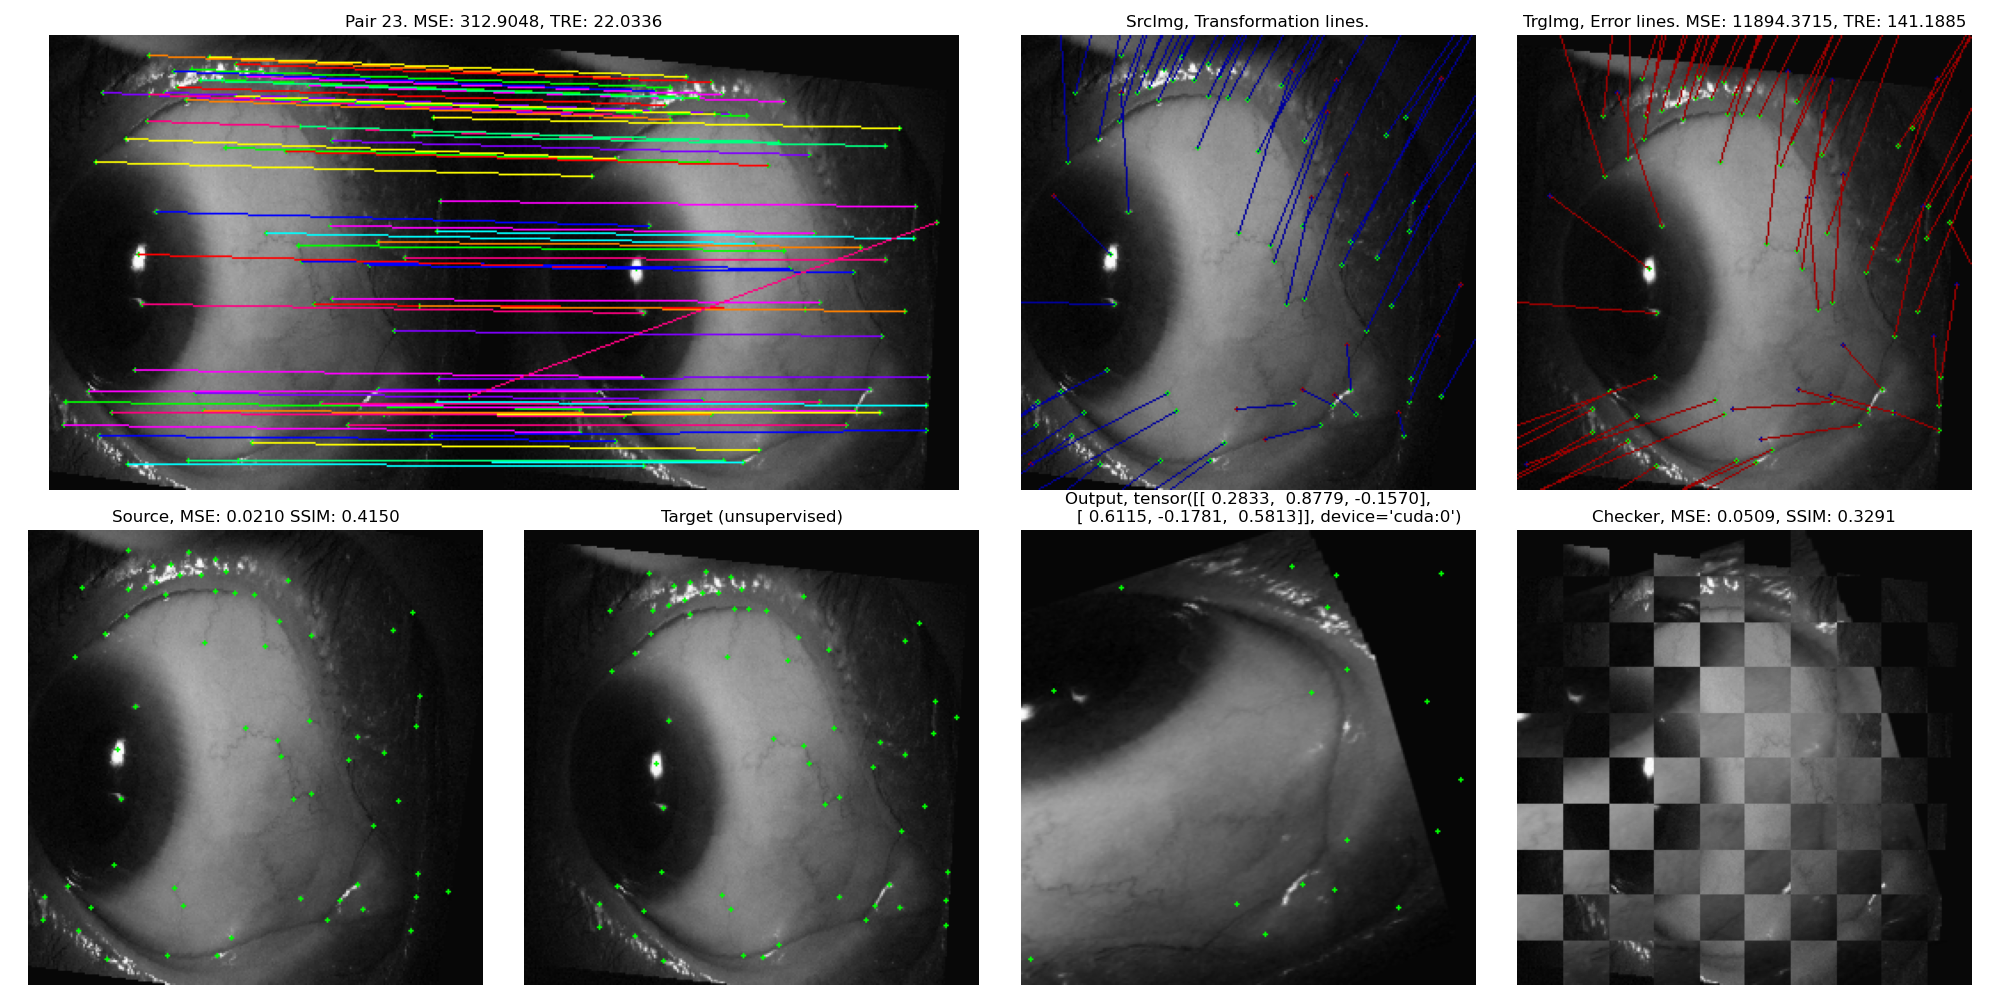 Pair 23. MSE: 312.9048, TRE: 22.0336
SrcImg, Transformation lines.
TrgImg, Error lines. MSE: 11894.3715, TRE: 141.1885
Source, MSE: 0.0210 SSIM: 0.4150
Target (unsupervised)
Output, tensor([[ 0.2833,  0.8779, -0.1570],
[ 0.6115, -0.1781,  0.5813]], device='cuda:0')
Checker, MSE: 0.0509, SSIM: 0.3291